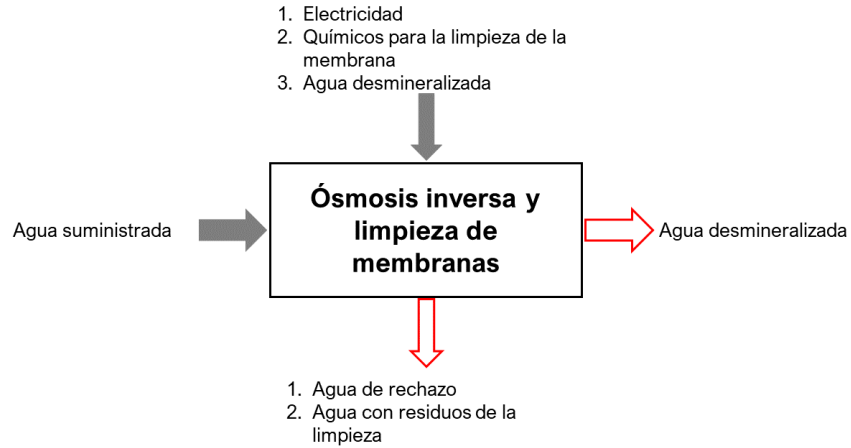 1. Electricidad
2. Químicos para la limpieza de la
membrana
3. Agua desmineralizada
Agua suministrada
Ósmosis inversa y
limpieza de
membranas
Agua desmineralizada
1. Agua de rechazo
2. Agua con residuos de la
limpieza